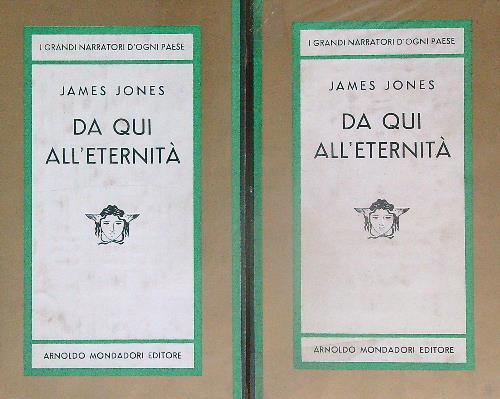 I GRANDI NARRATORI D'OGNI PAESE
JAMES JONES
DA QUI
ALL'ETERNITÀ
ARNOLDO MONDADORI EDITORE
I GRANDI NARRATORI D'OGNI PAESE
JAMES JONES
DA QUI
ALL'ETERNITÀ
ARNOLDO MONDADORI EDITORE